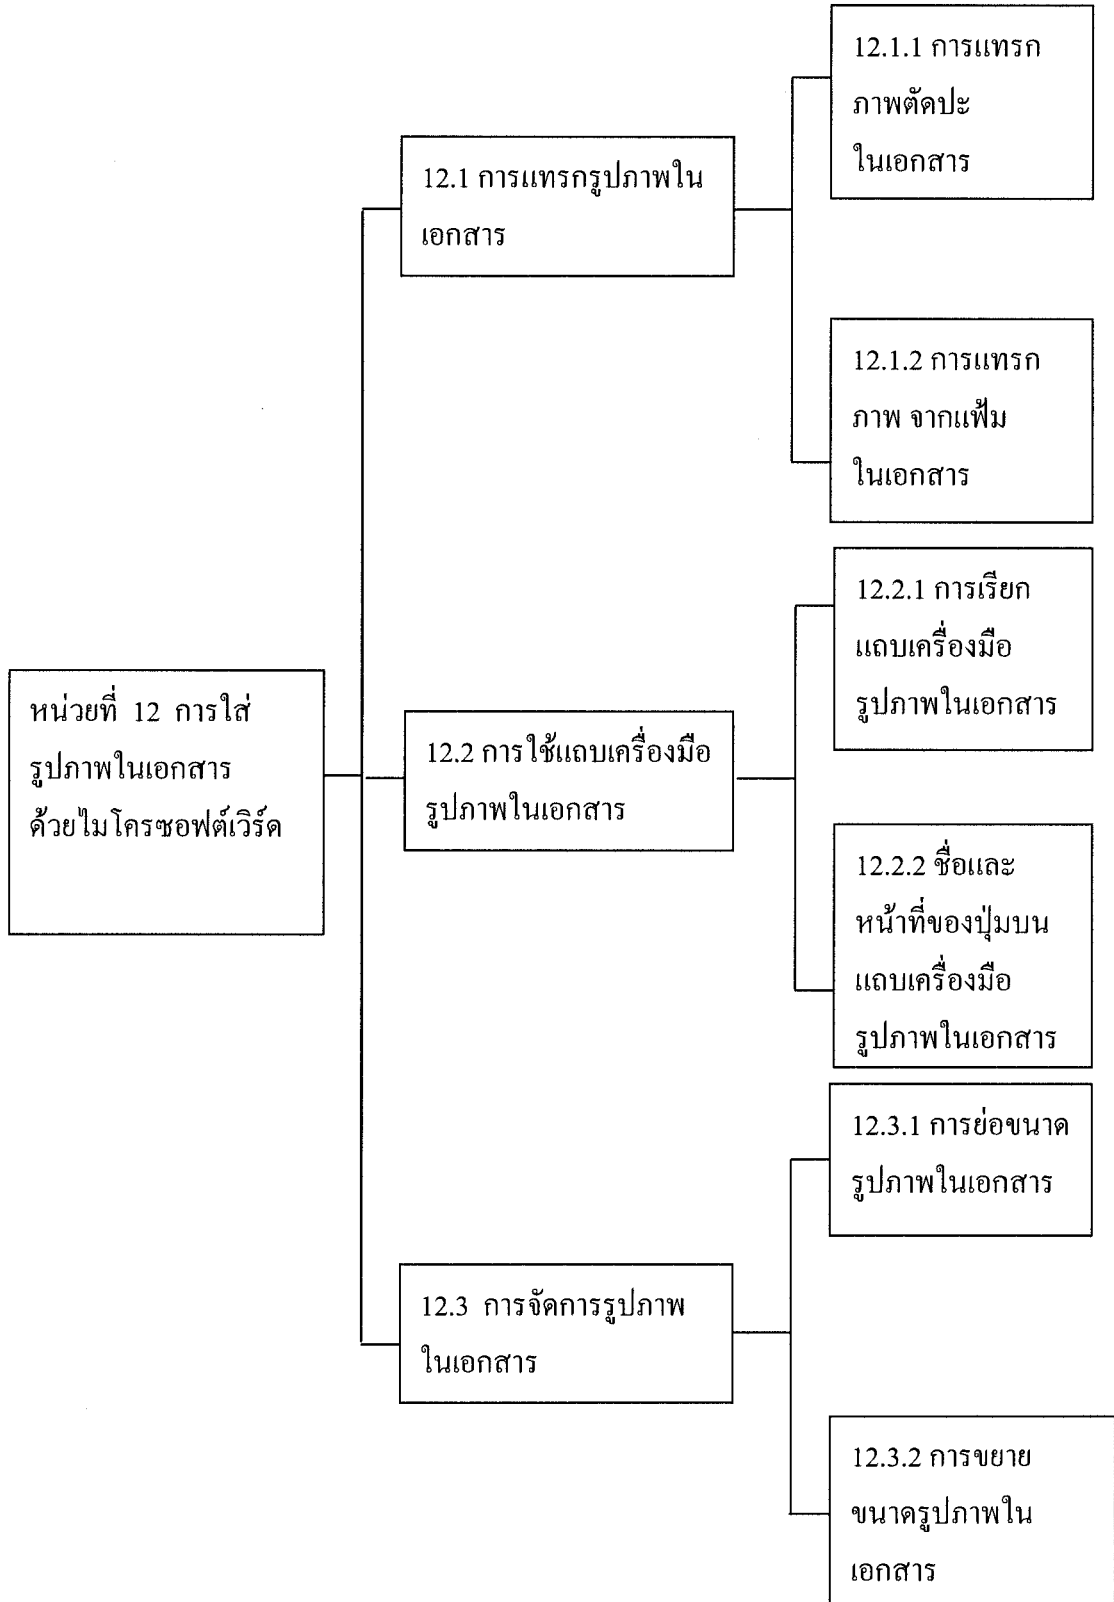 หน่วยที่ 12 การใส่
รูปภาพในเอกสาร
ด้วยไมโครซอฟต์เวิร์ด
12.1 การแทรกรูปภาพใน
เอกสาร
12.1.1 การแทรก
ภาพตัดปะ
ในเอกสาร
12.1.2 การแทรก
ภาพ จากแฟ้ม
ในเอกสาร
12.2 การใช้แถบเครื่องมือ
รูปภาพในเอกสาร
12.2.1 การเรียก
แถบเครื่องมือ
รูปภาพในเอกสาร
12.2.2 ชื่อและ
หน้าที่ของปุ่มบน
แถบเครื่องมือ
รูปภาพในเอกสาร
12.3 การจัดการรูปภาพ
ในเอกสาร
12.3.1 การย่อขนาด
รูปภาพในเอกสาร
12.3.2 การขยาย
ขนาดรูปภาพใน
เอกสาร